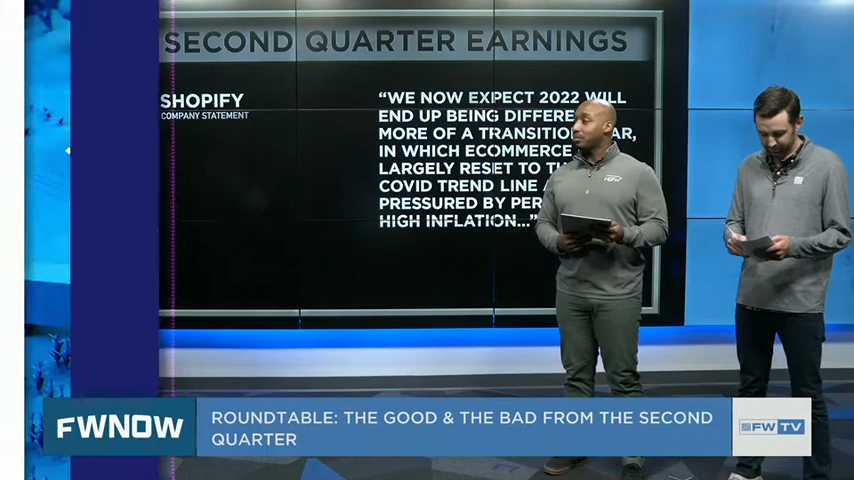 SECOND QUARTER EARNINGS
SHOPIFY
COMPANY STATEMENT
“WE NOW EXPECT 2022 WILL
END UP BEING
MORE OF A TRANSITION
IN WHICH ECOMMERCE
LARGELY RESET TO
COVID TREND LINE
PRESSURED BY
HIGH INFLATION...”
FWNOW
ROUNDTABLE: THE GOOD & THE BAD FROM THE SECOND
QUARTER
FWTV